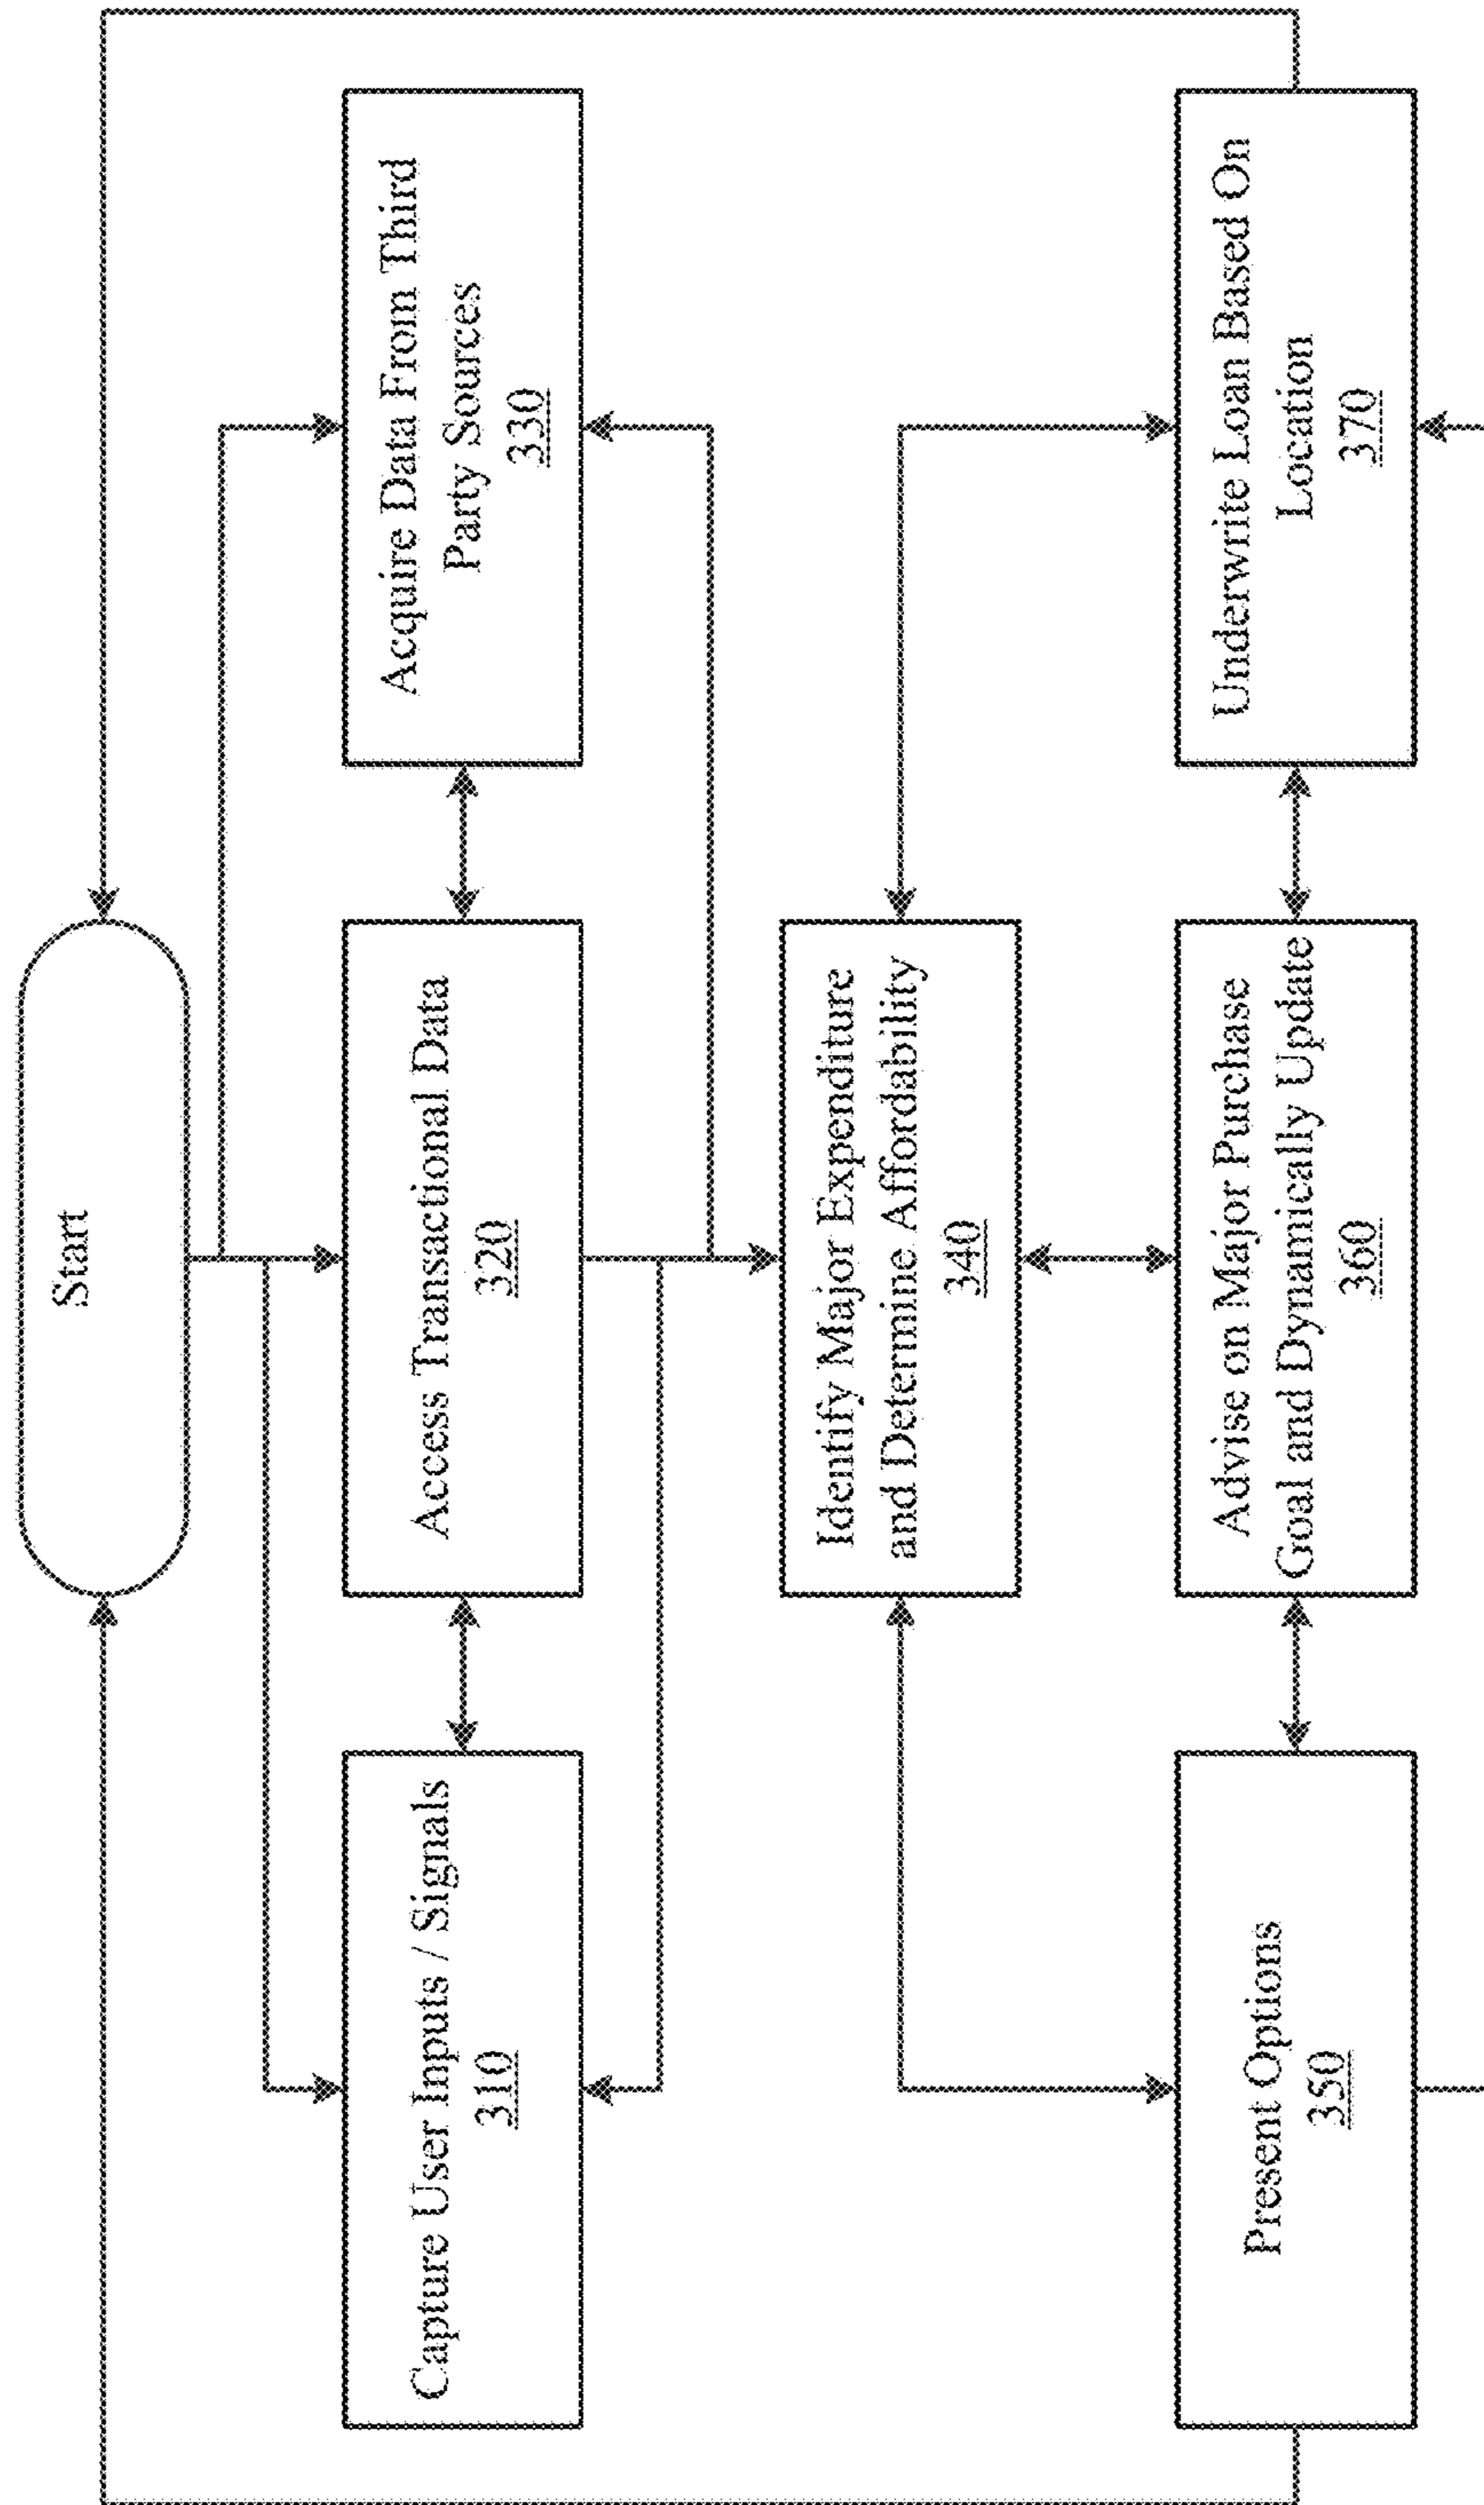 Start
Capture User Inputs / Signals
310
Access Transactional Data
320
Acquire Data From Third
Party Sources
330
Identify Major Expenditure
and Determine Affordability
340
Present Options
350
Advise on Major Purchase
Goal and Dynamically Update
360
Underwrite Loan Based On
Location
370